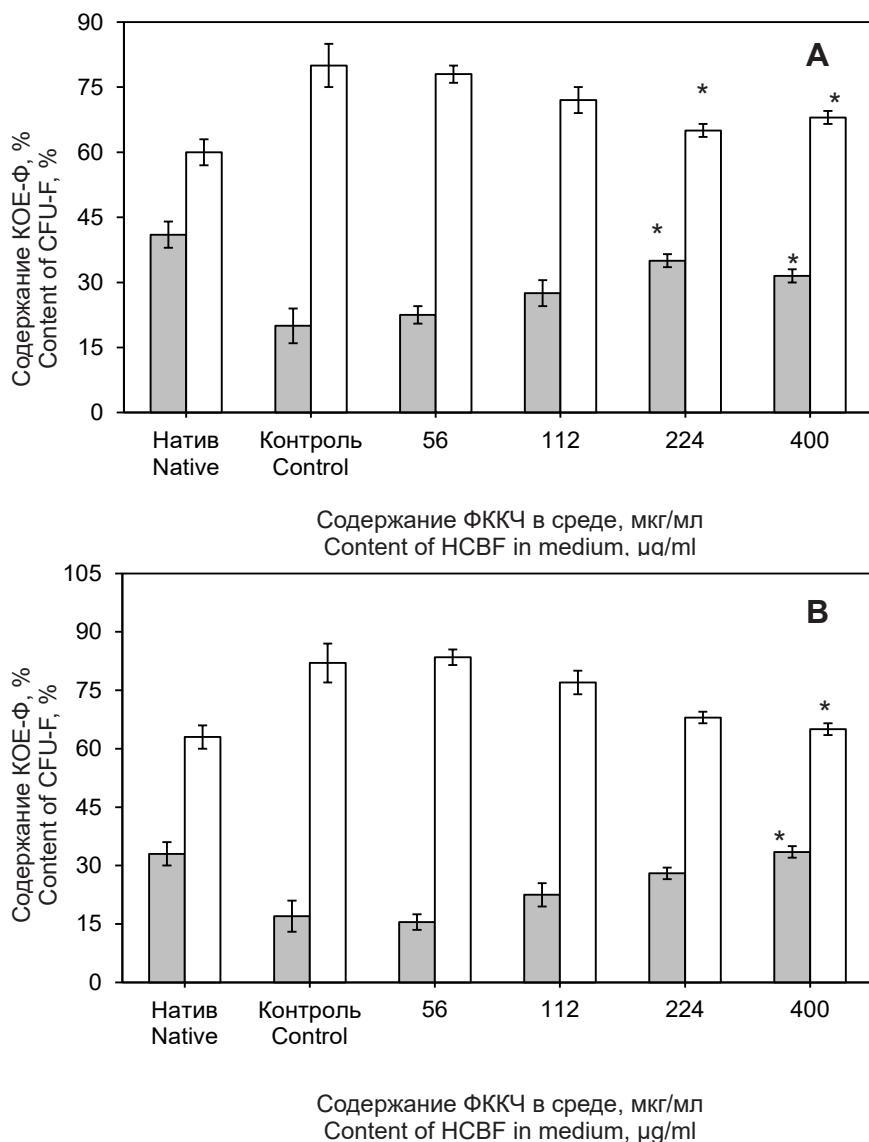 Содержание КОЕ-Ф, %
Content of CFU-F, %
90
75
60
45
30
15
0
A
*
*
*
*
Натив
Native
Контроль
Control
56
112
224
400
Содержание ФККЧ в среде, мкг/мл
Content of HCBF in medium, µg/ml
Содержание КОЕ-Ф, %
Content of CFU-F, %
105
90
75
60
45
30
15
0
B
*
*
Натив
Native
Контроль
Control
56
112
224
400
Содержание ФККЧ в среде, мкг/мл
Content of HCBF in medium, µg/ml